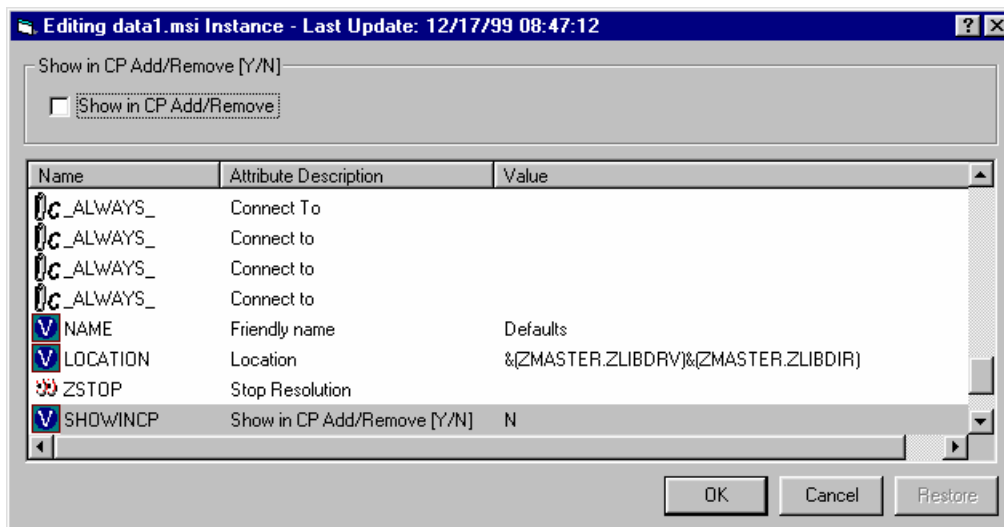 Editing data1.msi Instance - Last Update: 12/17/99 08:47:12
Show in CP Add/Remove [Y/N]
Show in CP Add/Remove
Name Attribute Description Value
_ALWAYS_ Connect To
_ALWAYS_ Connect to
_ALWAYS_ Connect to
_ALWAYS_ Connect to
NAME Friendly name Defaults
LOCATION Location &(ZMASTER.ZLIBDRV)&(ZMASTER.ZLIBDIR)
ZSTOP Stop Resolution
SHOWINCP Show in CP Add/Remove [Y/N] N
OK Cancel Restore